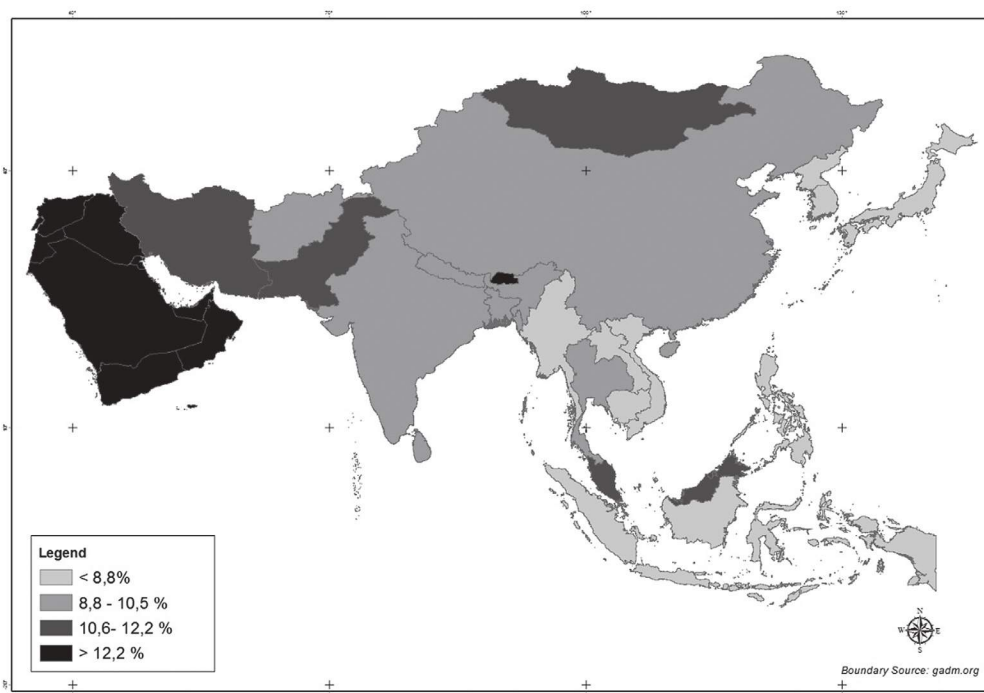 40°
70°
100°
130°
Legend
< 8,8%
8,8 - 10,5 %
10,6- 12,2 %
> 12,2 %
N
W E
S
Boundary Source: gadm.org